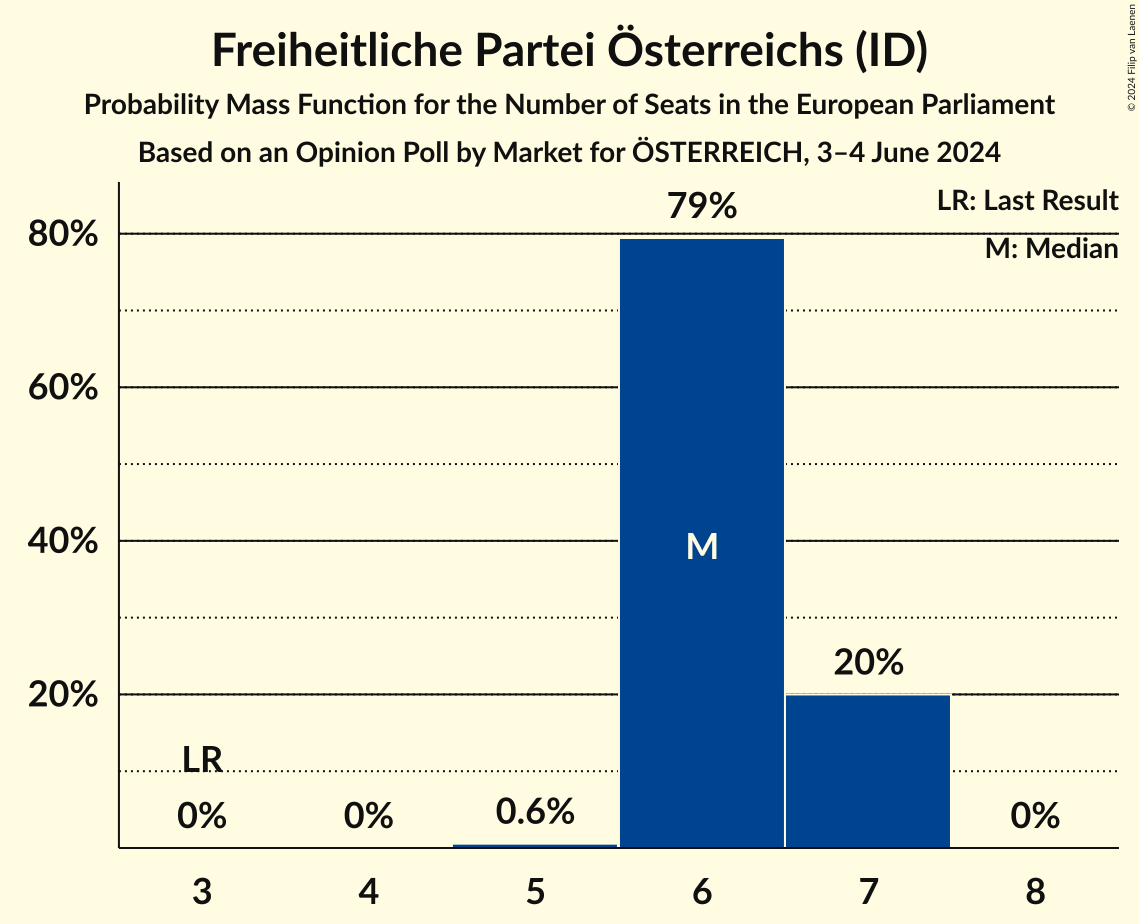 Freiheitliche Partei Österreichs (ID)
Probability Mass Function for the Number of Seats in the European Parliament
Based on an Opinion Poll by Market for ÖSTERREICH, 3–4 June 2024
© 2024 Filip van Laenen
LR: Last Result
M: Median
79%
80%
60%
40%
M
20%
20%
LR
0%
0%
0.6%
0%
3 4 5 6 7 8